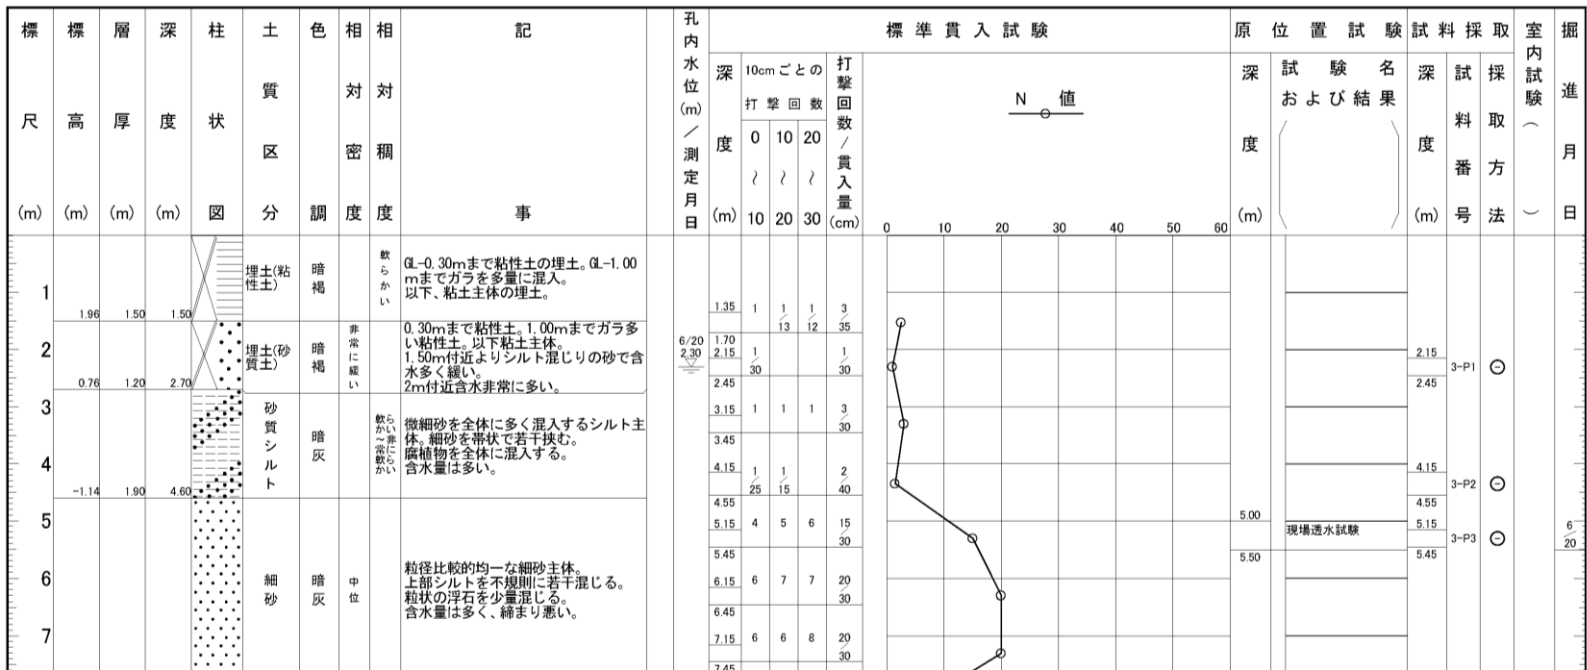 標尺(m)
標高(m)
層厚(m)
深度(m)
柱状図
土質区分
色調
相対密度
相対稠度
記事
孔内水位(m)／測定月日
標準貫入試験
深度(m)
10cmごとの
打撃回数
0 10 20
～ ～ ～
10 20 30
打撃回数／貫入量(cm)
N 値
0 10 20 30 40 50 60
原位置試験
深度(m)
試験名
および結果
試料採取
深度(m)
試料番号
採取方法
室内試験（ ）
掘進月日
1
1.96 1.50 1.50
埋土(粘
性土)
暗褐
軟らかい
GL-0.30mまで粘性土の埋土。GL-1.00
mまでガラを多量に混入。
以下、粘土主体の埋土。
1.35 1 1/13 1/12 3/35
1.70
2
0.76 1.20 2.70
埋土(砂
質土)
暗褐
非常に緩い
0.30mまで粘性土。1.00mまでガラ多
い粘性土。以下粘土主体。
1.50m付近よりシルト混じりの砂で含
水多く緩い。
2m付近含水非常に多い。
6/20
2.30
2.15 1/30 1/30
2.45
2.15 3-P1
2.45
3
砂質シルト
暗灰
軟らかい～非常に軟らかい
微細砂を全体に多く混入するシルト主
体。細砂を帯状で若干挟む。
腐植物を全体に混入する。
含水量は多い。
3.15 1 1 1 3/30
3.45
4
-1.14 1.90 4.60
4.15 1/25 1/15 2/40
4.55
4.15 3-P2
4.55
5
5.15 4 5 6 15/30
5.45
5.00
現場透水試験
5.50
5.15 3-P3
5.45
6/20
6
細砂
暗灰
中位
粒径比較的均一な細砂主体。
上部シルトを不規則に若干混じる。
粒状の浮石を少量混じる。
含水量は多く、締まり悪い。
6.15 6 7 7 20/30
6.45
7
7.15 6 6 8 20/30
7.45